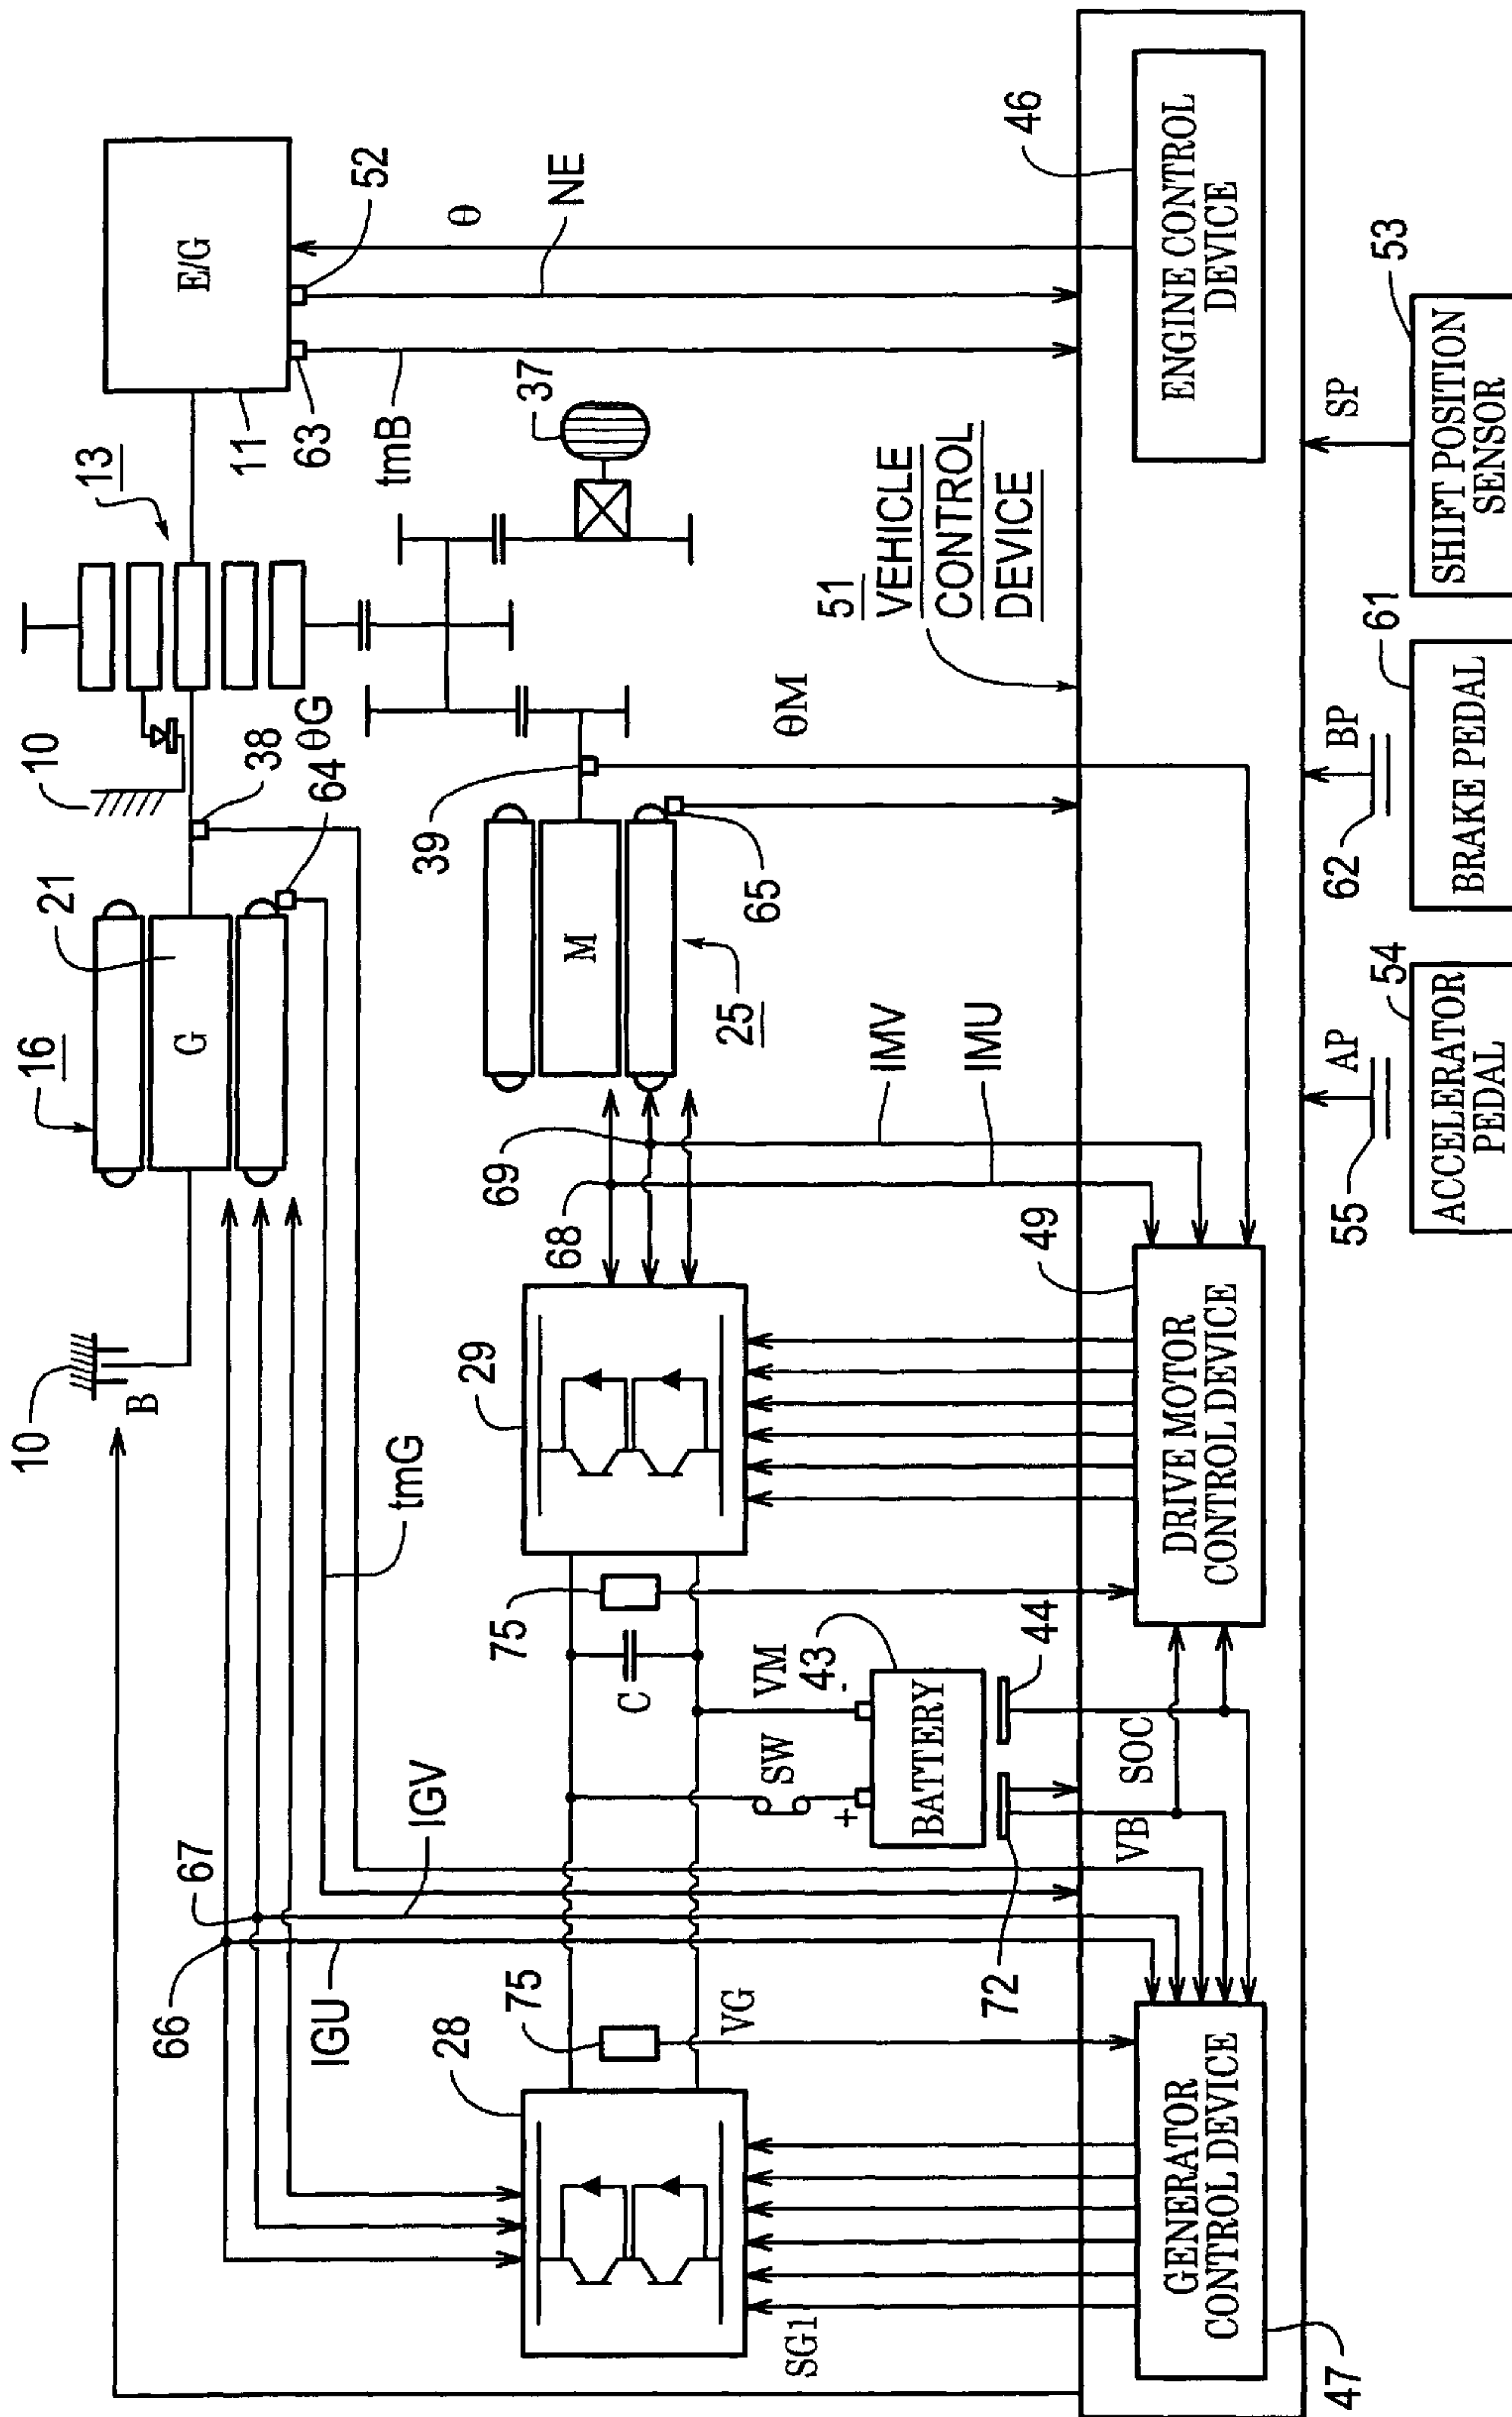 10
B
16
21
G
10
38
θG
64
13
E/G
11
63
52
tmB
NE
θ
37
66
67
IGU
IGV
tmG
28
75
VG
29
75
C
SW
VM
43
-
+
BATTERY
44
72
VB
SOC
68
69
M
39
25
65
θM
IMV
IMU
51
VEHICLE
CONTROL
DEVICE
46
SG1
GENERATOR
CONTROL DEVICE
47
DRIVE MOTOR
CONTROL DEVICE
49
ENGINE CONTROL
DEVICE
55
AP
54
ACCELERATOR
PEDAL
62
BP
61
BRAKE PEDAL
SP
53
SHIFT POSITION
SENSOR